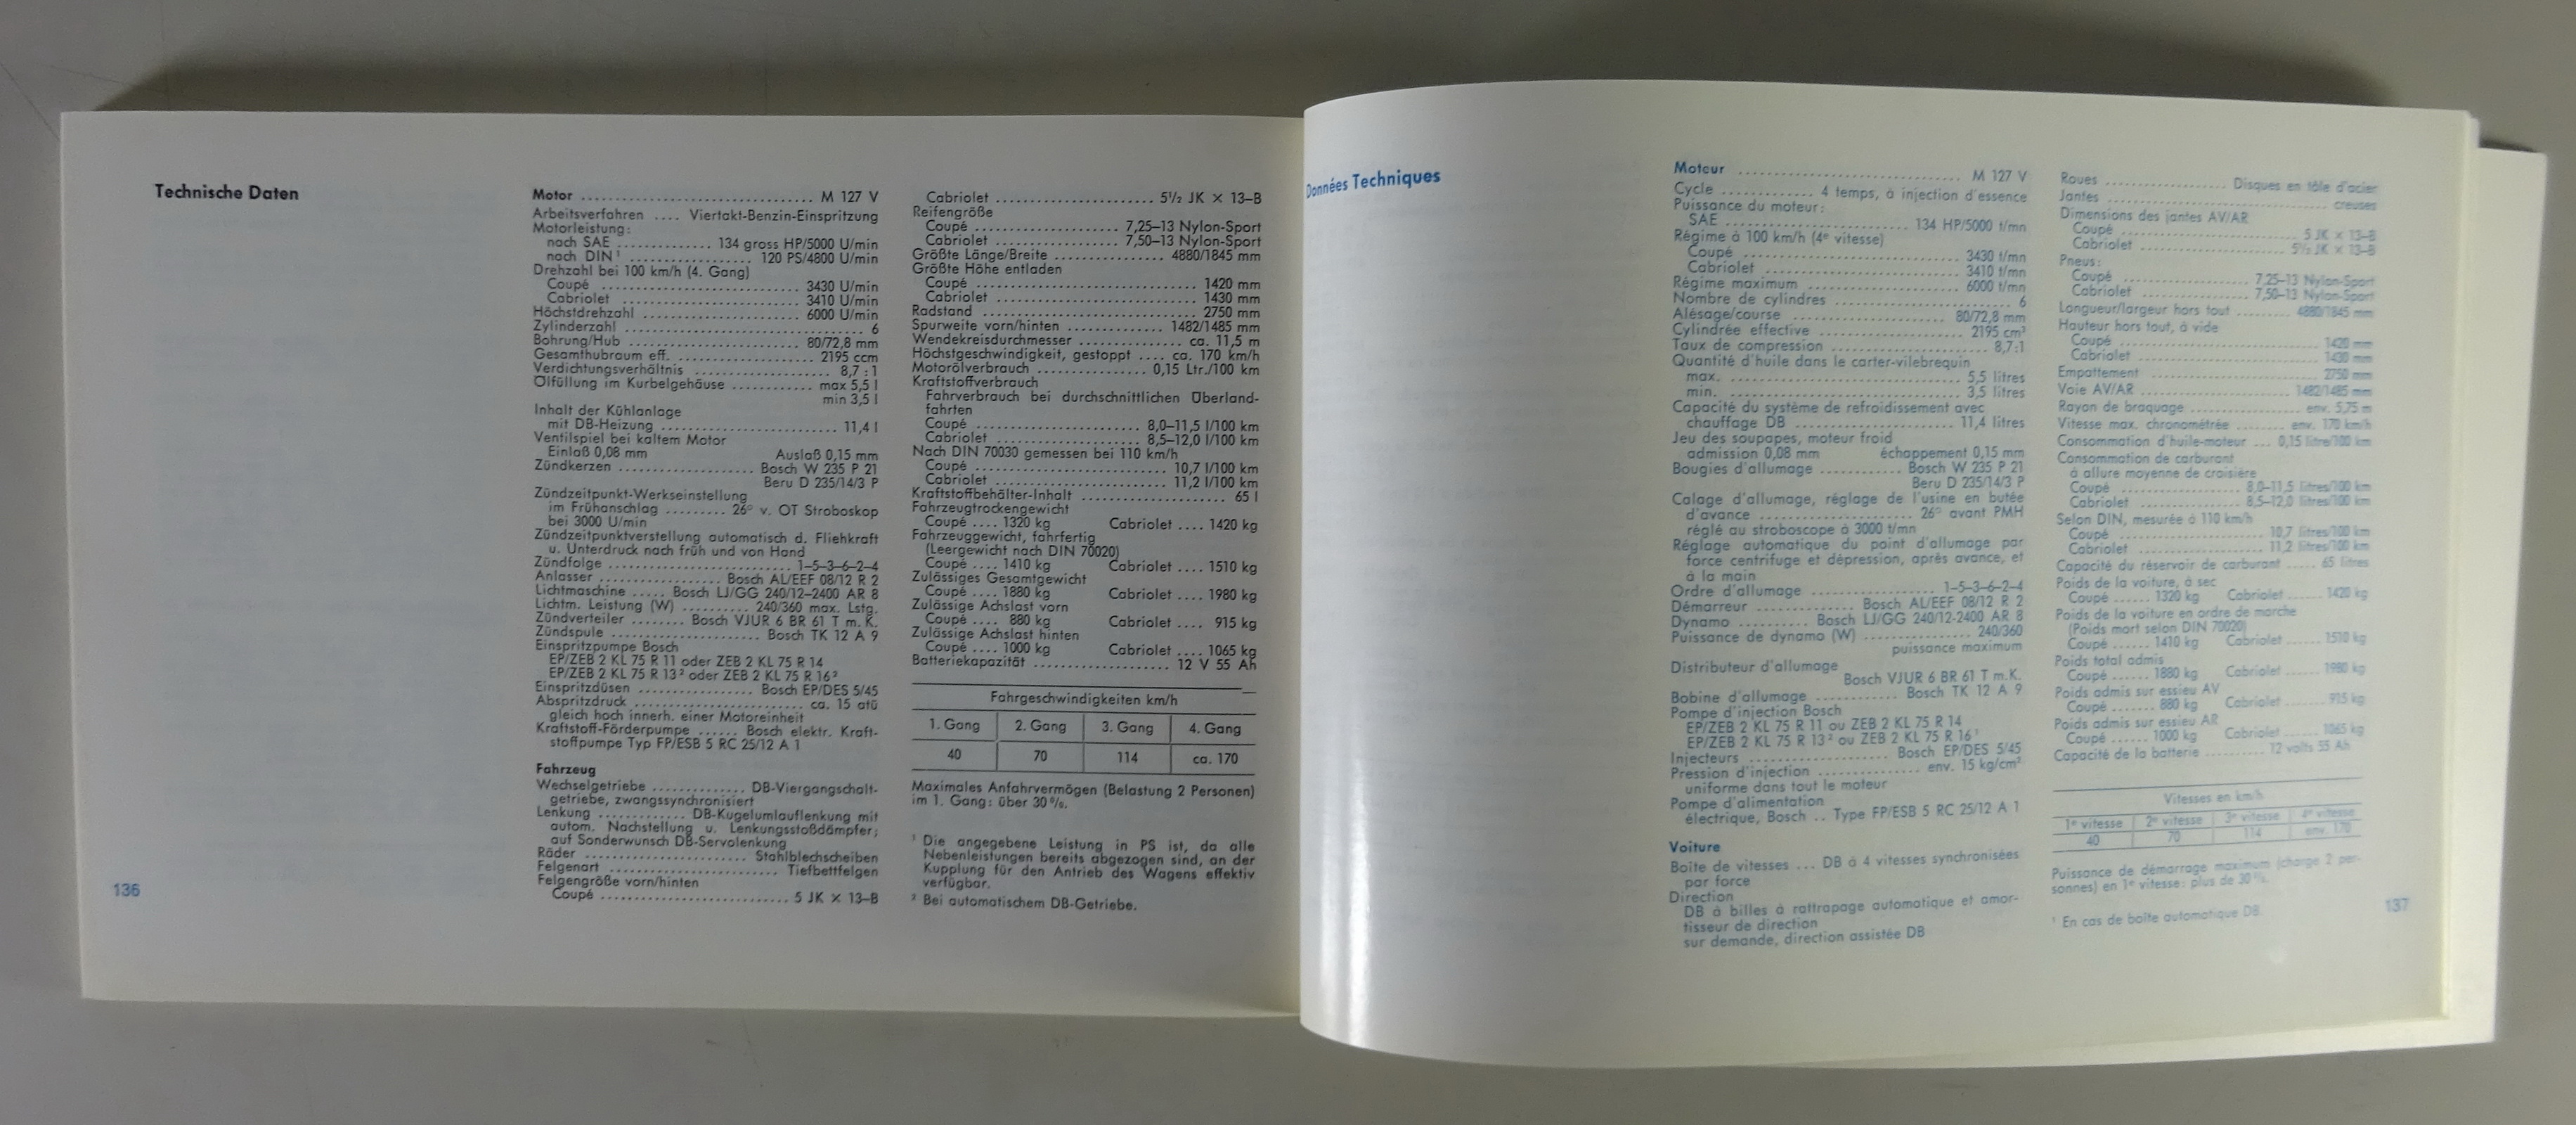 Technische Daten
Motor ................ M 127 V
Arbeitsverfahren .... Viertakt-Benzin-Einspritzung
Motorleistung:
nach SAE ............. 134 gross HP/5000 U/min
nach DIN¹ ................. 120 PS/4800 U/min
Drehzahl bei 100 km/h (4. Gang)
Coupé ............................ 3430 U/min
Cabriolet ......................... 3410 U/min
Höchstdrehzahl ...................... 6000 U/min
Zylinderzahl ................................. 6
Bohrung/Hub ........................ 80/72,8 mm
Gesamthubraum eff. .................. 2195 ccm
Verdichtungsverhältnis ................... 8,7 : 1
Ölfüllung im Kurbelgehäuse ........... max 5,5 l
min 3,5 l
Inhalt der Kühlanlage
mit DB-Heizung .......................... 11,4 l
Ventilspiel bei kaltem Motor
Einlaß 0,08 mm Auslaß 0,15 mm
Zündkerzen .................. Bosch W 235 P 21
Beru D 235/14/3 P
Zündzeitpunkt-Werkseinstellung
im Frühanschlag ......... 26° v. OT Stroboskop
bei 3000 U/min
Zündzeitpunktverstellung automatisch d. Fliehkraft
u. Unterdruck nach früh und von Hand
Zündfolge ........................... 1–5–3–6–2–4
Anlasser .................. Bosch AL/EEF 08/12 R 2
Lichtmaschine ..... Bosch LJ/GG 240/12–2400 AR 8
Lichtm. Leistung (W) .......... 240/360 max. Lstg.
Zündverteiler ........ Bosch VJUR 6 BR 61 T m. K.
Zündspule ...................... Bosch TK 12 A 9
Einspritzpumpe Bosch
EP/ZEB 2 KL 75 R 11 oder ZEB 2 KL 75 R 14
EP/ZEB 2 KL 75 R 13² oder ZEB 2 KL 75 R 16²
Einspritzdüsen ................. Bosch EP/DES 5/45
Abspritzdruck ......................... ca. 15 atü
gleich hoch innerh. einer Motoreinheit
Kraftstoff-Förderpumpe ...... Bosch elektr. Kraft-
stoffpumpe Typ FP/ESB 5 RC 25/12 A 1
Fahrzeug
Wechselgetriebe .............. DB-Viergangschalt-
getriebe, zwangssynchronisiert
Lenkung ............ DB-Kugelumlauflenkung mit
autom. Nachstellung u. Lenkungsstoßdämpfer;
auf Sonderwunsch DB-Servolenkung
Räder ........................ Stahlblechscheiben
Felgenart ......................... Tiefbettfelgen
Felgengröße vorn/hinten
Coupé ............................ 5 JK × 13–B
136
Cabriolet ........................ 5½ JK × 13–B
Reifengröße
Coupé ..................... 7,25–13 Nylon-Sport
Cabriolet .................. 7,50–13 Nylon-Sport
Größte Länge/Breite ................ 4880/1845 mm
Größte Höhe entladen
Coupé ................................ 1420 mm
Cabriolet ............................. 1430 mm
Radstand ............................... 2750 mm
Spurweite vorn/hinten ............. 1482/1485 mm
Wendekreisdurchmesser ............... ca. 11,5 m
Höchstgeschwindigkeit, gestoppt .... ca. 170 km/h
Motorölverbrauch ................ 0,15 Ltr./100 km
Kraftstoffverbrauch
Fahrverbrauch bei durchschnittlichen Überland-
fahrten
Coupé ........................ 8,0–11,5 l/100 km
Cabriolet ..................... 8,5–12,0 l/100 km
Nach DIN 70030 gemessen bei 110 km/h
Coupé ............................ 10,7 l/100 km
Cabriolet ......................... 11,2 l/100 km
Kraftstoffbehälter-Inhalt ..................... 65 l
Fahrzeugtrockengewicht
Coupé .... 1320 kg Cabriolet .... 1420 kg
Fahrzeuggewicht, fahrfertig
(Leergewicht nach DIN 70020)
Coupé .... 1410 kg Cabriolet .... 1510 kg
Zulässiges Gesamtgewicht
Coupé .... 1880 kg Cabriolet .... 1980 kg
Zulässige Achslast vorn
Coupé .... 880 kg Cabriolet .... 915 kg
Zulässige Achslast hinten
Coupé .... 1000 kg Cabriolet .... 1065 kg
Batteriekapazität .................... 12 V 55 Ah
Fahrgeschwindigkeiten km/h
1. Gang 2. Gang 3. Gang 4. Gang
40 70 114 ca. 170
Maximales Anfahrvermögen (Belastung 2 Personen)
im 1. Gang: über 30 %.
¹ Die angegebene Leistung in PS ist, da alle
Nebenleistungen bereits abgezogen sind, an der
Kupplung für den Antrieb des Wagens effektiv
verfügbar.
² Bei automatischem DB-Getriebe.
Données Techniques
Moteur ................ M 127 V
Cycle ............. 4 temps, à injection d'essence
Puissance du moteur:
SAE .......................... 134 HP/5000 t/mn
Régime à 100 km/h (4e vitesse)
Coupé ............................ 3430 t/mn
Cabriolet ......................... 3410 t/mn
Régime maximum ..................... 6000 t/mn
Nombre de cylindres .......................... 6
Alésage/course ...................... 80/72,8 mm
Cylindrée effective ................... 2195 cm³
Taux de compression ...................... 8,7:1
Quantité d'huile dans le carter-vilebrequin
max. ................................ 5,5 litres
min. ................................ 3,5 litres
Capacité du système de refroidissement avec
chauffage DB ....................... 11,4 litres
Jeu des soupapes, moteur froid
admission 0,08 mm échappement 0,15 mm
Bougies d'allumage ............ Bosch W 235 P 21
Beru D 235/14/3 P
Calage d'allumage, réglage de l'usine en butée
d'avance ...................... 26° avant PMH
réglé au stroboscope à 3000 t/mn
Réglage automatique du point d'allumage par
force centrifuge et dépression, après avance, et
à la main
Ordre d'allumage ................... 1–5–3–6–2–4
Démarreur .............. Bosch AL/EEF 08/12 R 2
Dynamo .......... Bosch LJ/GG 240/12-2400 AR 8
Puissance de dynamo (W) ................ 240/360
puissance maximum
Distributeur d'allumage
Bosch VJUR 6 BR 61 T m.K.
Bobine d'allumage ............ Bosch TK 12 A 9
Pompe d'injection Bosch
EP/ZEB 2 KL 75 R 11 ou ZEB 2 KL 75 R 14
EP/ZEB 2 KL 75 R 13² ou ZEB 2 KL 75 R 16¹
Injecteurs .................... Bosch EP/DES 5/45
Pression d'injection ............... env. 15 kg/cm²
uniforme dans tout le moteur
Pompe d'alimentation
électrique, Bosch .. Type FP/ESB 5 RC 25/12 A 1
Voiture
Boîte de vitesses ... DB à 4 vitesses synchronisées
par force
Direction
DB à billes à rattrapage automatique et amor-
tisseur de direction
sur demande, direction assistée DB
Roues .................. Disques en tôle d'acier
Jantes ................................ creuses
Dimensions des jantes AV/AR
Coupé ........................... 5 JK × 13–B
Cabriolet ....................... 5½ JK × 13–B
Pneus:
Coupé ................... 7,25–13 Nylon-Sport
Cabriolet ................ 7,50–13 Nylon-Sport
Longueur/largeur hors tout ......... 4880/1845 mm
Hauteur hors tout, à vide
Coupé .............................. 1420 mm
Cabriolet ........................... 1430 mm
Empattement .......................... 2750 mm
Voie AV/AR ..................... 1482/1485 mm
Rayon de braquage ................. env. 5,75 m
Vitesse max. chronométrée ........ env. 170 km/h
Consommation d'huile-moteur ... 0,15 litre/100 km
Consommation de carburant
à allure moyenne de croisière
Coupé .................. 8,0–11,5 litres/100 km
Cabriolet ............... 8,5–12,0 litres/100 km
Selon DIN, mesurée à 110 km/h
Coupé ...................... 10,7 litres/100 km
Cabriolet ................... 11,2 litres/100 km
Capacité du réservoir de carburant ..... 65 litres
Poids de la voiture, à sec
Coupé ...... 1320 kg Cabriolet ...... 1420 kg
Poids de la voiture en ordre de marche
(Poids mort selon DIN 70020)
Coupé ...... 1410 kg Cabriolet ...... 1510 kg
Poids total admis
Coupé ...... 1880 kg Cabriolet ...... 1980 kg
Poids admis sur essieu AV
Coupé ...... 880 kg Cabriolet ...... 915 kg
Poids admis sur essieu AR
Coupé ...... 1000 kg Cabriolet ...... 1065 kg
Capacité de la batterie .......... 12 volts 55 Ah
Vitesses en km/h
1e vitesse 2e vitesse 3e vitesse 4e vitesse
40 70 114 env. 170
Puissance de démarrage maximum (charge 2 per-
sonnes) en 1e vitesse: plus de 30 %.
¹ En cas de boîte automatique DB
137